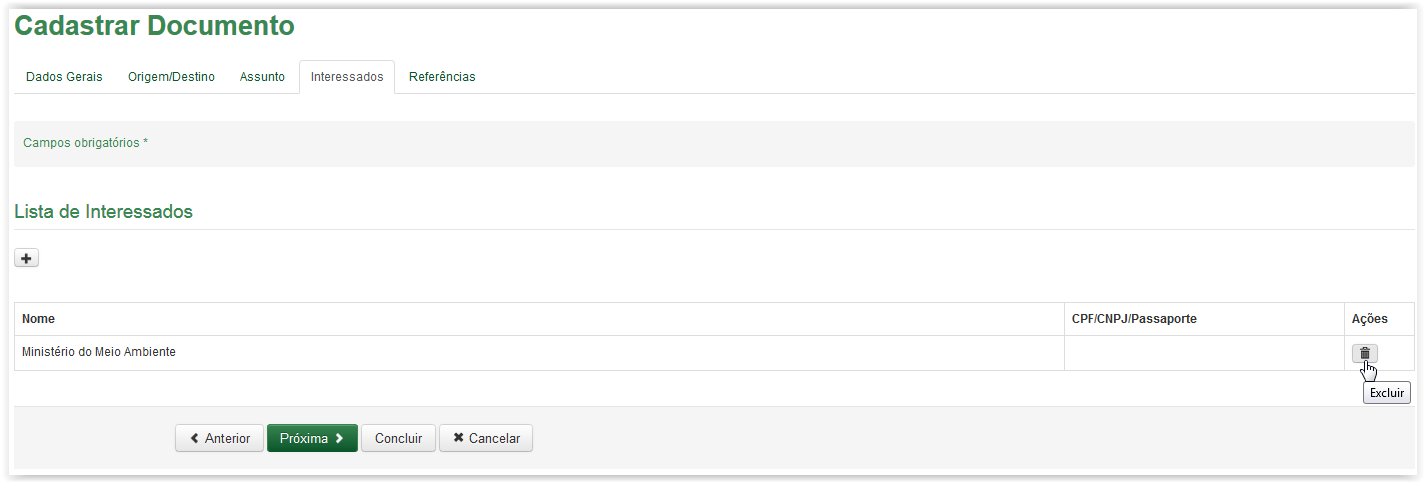 Cadastrar Documento
Dados Gerais Origem/Destino Assunto Interessados Referências
Campos obrigatórios *
Lista de Interessados
Nome CPF/CNPJ/Passaporte Ações
Ministério do Meio Ambiente
Excluir
Anterior Próxima Concluir Cancelar